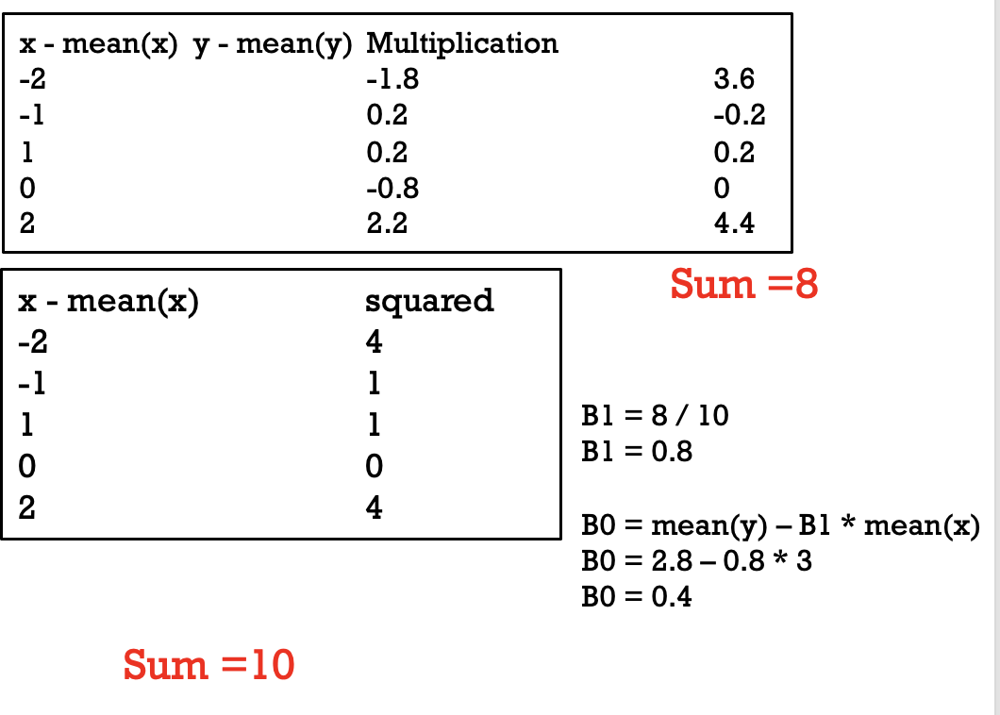 x - mean(x) y - mean(y) Multiplication
-2 -1.8 3.6
-1 0.2 -0.2
1 0.2 0.2
0 -0.8 0
2 2.2 4.4
Sum =8
x - mean(x) squared
-2 4
-1 1
1 1
0 0
2 4
Sum =10
B1 = 8 / 10
B1 = 0.8
B0 = mean(y) – B1 * mean(x)
B0 = 2.8 – 0.8 * 3
B0 = 0.4